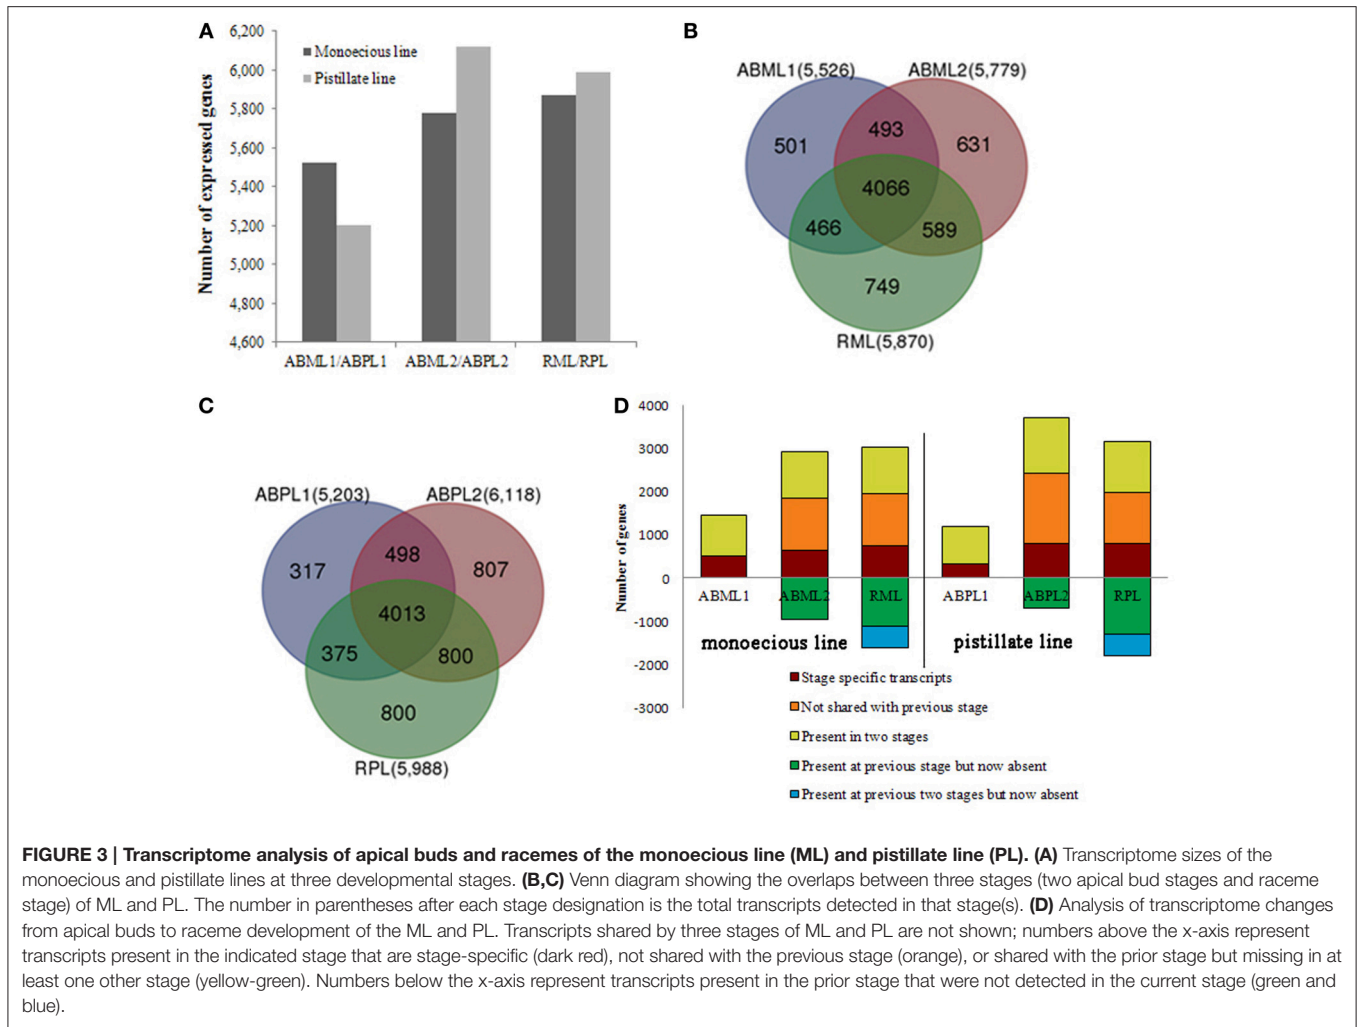 A
6,200
6,000
5,800
5,600
5,400
5,200
5,000
4,800
4,600
Number of expressed genes
Monoecious line
Pistillate line
ABML1/ABPL1
ABML2/ABPL2
RML/RPL
B
ABML1(5,526)
ABML2(5,779)
493
501
631
4066
466
589
749
RML(5,870)
C
ABPL1(5,203)
ABPL2(6,118)
498
317
807
4013
375
800
800
RPL(5,988)
D
4000
3000
2000
1000
0
-1000
-2000
-3000
Number of genes
ABML1
ABML2
RML
ABPL1
ABPL2
RPL
monoecious line
pistillate line
Stage specific transcripts
Not shared with previous stage
Present in two stages
Present at previous stage but now absent
Present at previous two stages but now absent
FIGURE 3 | Transcriptome analysis of apical buds and racemes of the monoecious line (ML) and pistillate line (PL). (A) Transcriptome sizes of the
monoecious and pistillate lines at three developmental stages. (B,C) Venn diagram showing the overlaps between three stages (two apical bud stages and raceme
stage) of ML and PL. The number in parentheses after each stage designation is the total transcripts detected in that stage(s). (D) Analysis of transcriptome changes
from apical buds to raceme development of the ML and PL. Transcripts shared by three stages of ML and PL are not shown; numbers above the x-axis represent
transcripts present in the indicated stage that are stage-specific (dark red), not shared with the previous stage (orange), or shared with the prior stage but missing in at
least one other stage (yellow-green). Numbers below the x-axis represent transcripts present in the prior stage that were not detected in the current stage (green and
blue).